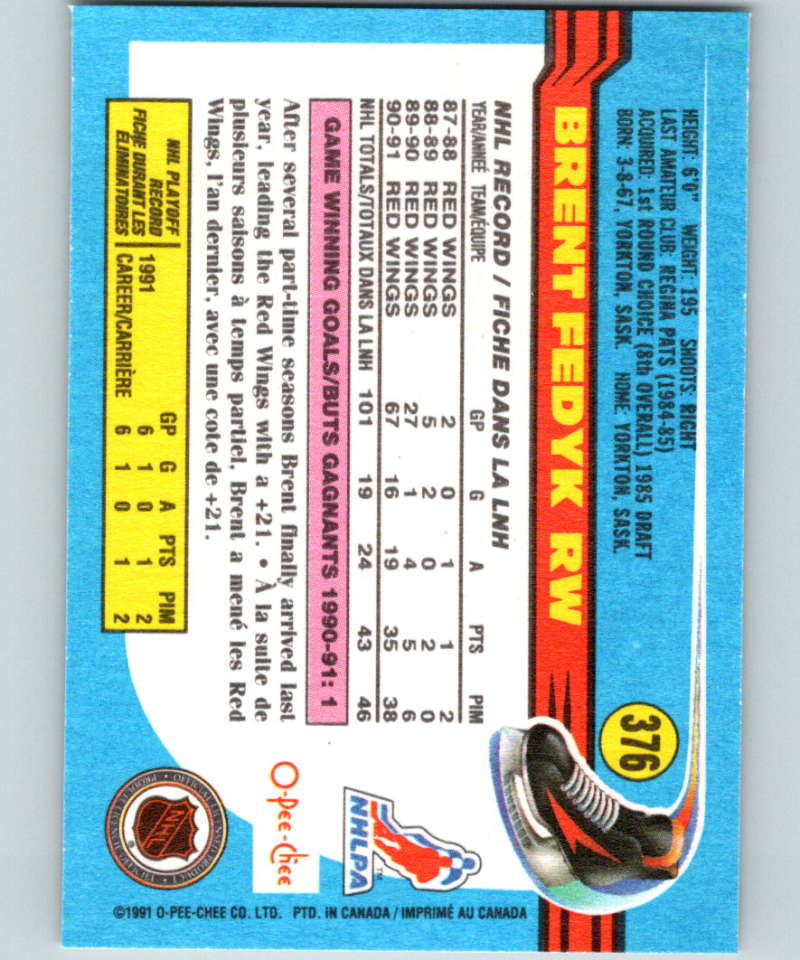 376
HEIGHT: 6'0" WEIGHT: 195 SHOOTS: RIGHT
LAST AMATEUR CLUB: REGINA PATS (1984-85)
ACQUIRED: 1st ROUND CHOICE (8th OVERALL) 1985 DRAFT
BORN: 3-8-67, YORKTON, SASK. HOME: YORKTON, SASK.
BRENT FEDYK RW
NHL RECORD / FICHE DANS LA LNH
YEAR/ANNÉE TEAM/ÉQUIPE GP G A PTS PIM
87-88 RED WINGS 2 0 1 1 2
88-89 RED WINGS 5 2 0 2 0
89-90 RED WINGS 27 1 4 5 6
90-91 RED WINGS 67 16 19 35 38
NHL TOTALS/TOTAUX DANS LA LNH 101 19 24 43 46
GAME WINNING GOALS/BUTS GAGNANTS 1990-91: 1
After several part-time seasons Brent finally arrived last
year, leading the Red Wings with a +21. • À la suite de
plusieurs saisons à temps partiel, Brent a mené les Red
Wings, l'an dernier, avec une cote de +21.
NHL PLAYOFF
RECORD
FICHE DURANT LES
ÉLIMINATOIRES
GP G A PTS PIM
1991 6 1 0 1 2
CAREER/CARRIÈRE 6 1 0 1 2
NHLPA
TM
O-Pee-Chee
NHL
®
©1991 O-PEE-CHEE CO. LTD. PTD. IN CANADA / IMPRIMÉ AU CANADA